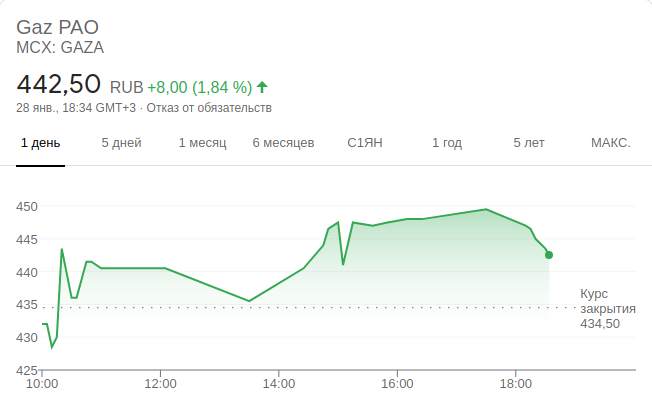 Gaz PAO
MCX: GAZA
442,50 RUB +8,00 (1,84 %)
28 янв., 18:34 GMT+3 · Отказ от обязательств
1 день 5 дней 1 месяц 6 месяцев С1ЯН 1 год 5 лет МАКС.
450
445
440
435
430
425
Курс
закрытия
434,50
10:00 12:00 14:00 16:00 18:00